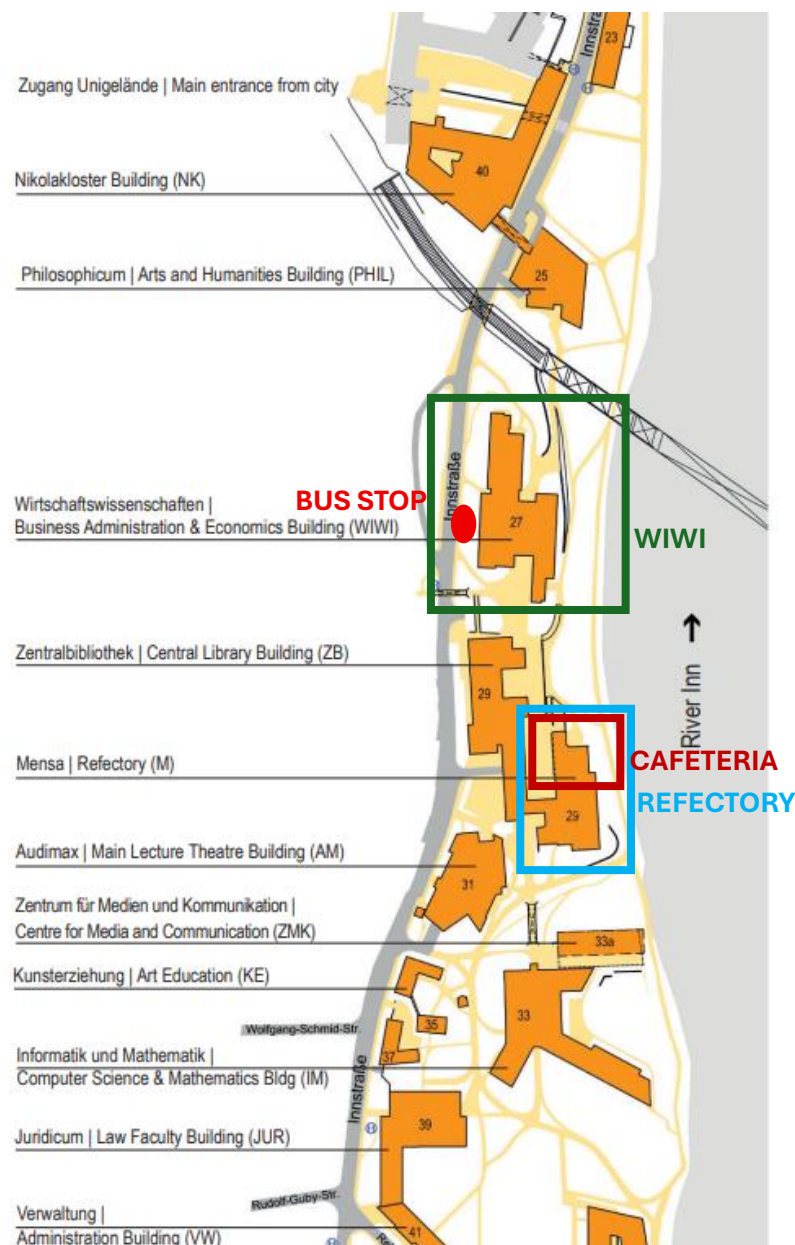 Innstraße
23
Zugang Unigelände | Main entrance from city
40
Nikolakloster Building (NK)
Philosophicum | Arts and Humanities Building (PHIL)
25
Innstraße
BUS STOP
Wirtschaftswissenschaften |
Business Administration & Economics Building (WIWI)
27
WIWI
Zentralbibliothek | Central Library Building (ZB)
29
River Inn
Mensa | Refectory (M)
CAFETERIA
REFECTORY
29
Audimax | Main Lecture Theatre Building (AM)
31
Zentrum für Medien und Kommunikation |
Centre for Media and Communication (ZMK)
33a
Kunsterziehung | Art Education (KE)
33
35
Wolfgang-Schmid-Str.
37
Informatik und Mathematik |
Computer Science & Mathematics Bldg (IM)
Innstraße
39
Juridicum | Law Faculty Building (JUR)
H
Rudolf-Guby-Str.
Verwaltung |
Administration Building (VW)
41